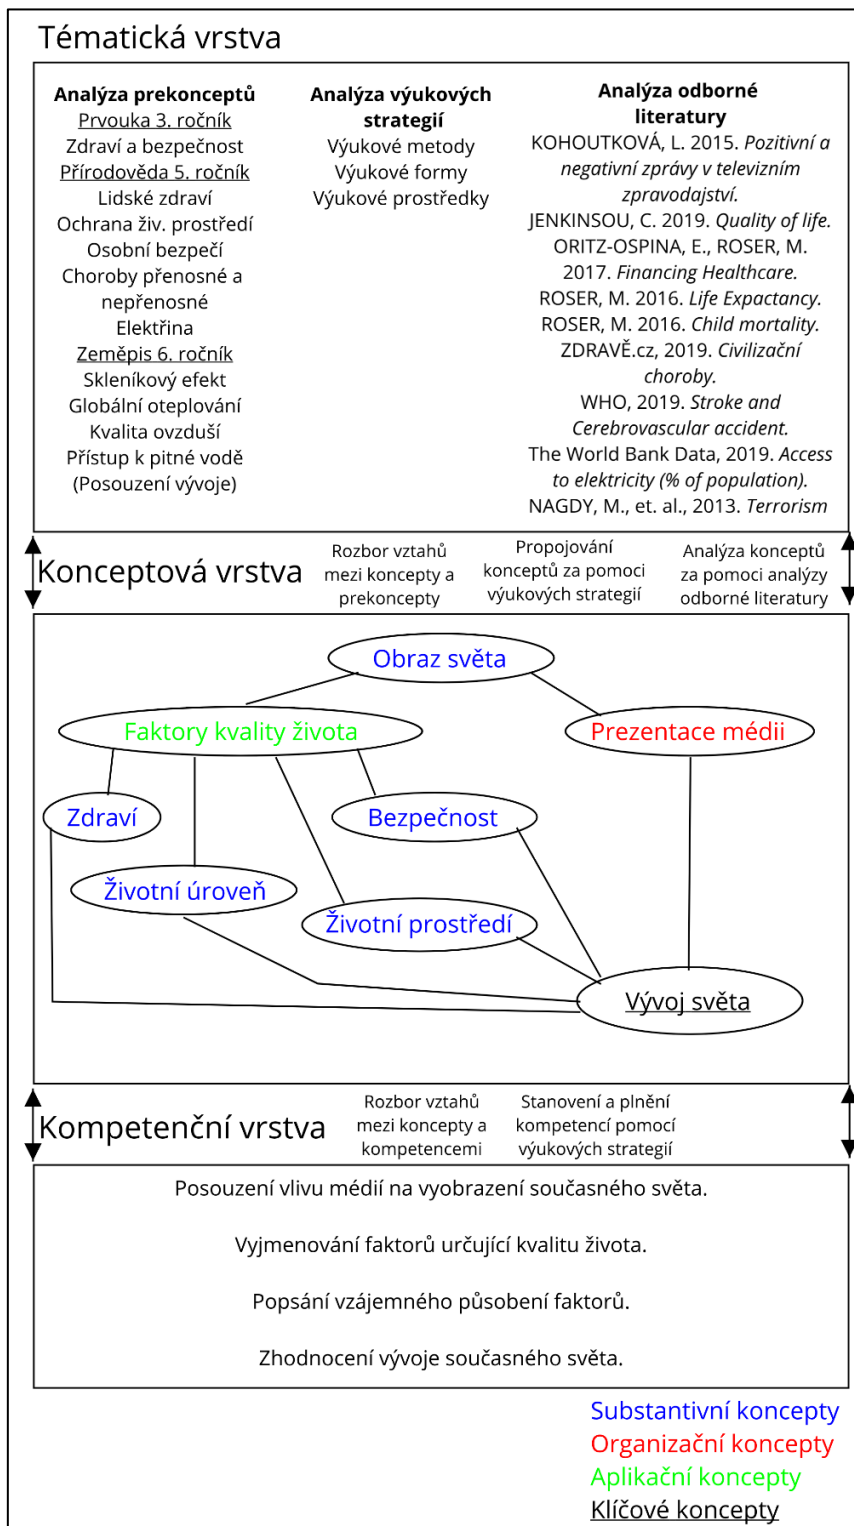 Tématická vrstva
Analýza prekonceptů
Prvouka 3. ročník
Zdraví a bezpečnost
Přírodověda 5. ročník
Lidské zdraví
Ochrana živ. prostředí
Osobní bezpečí
Choroby přenosné a
nepřenosné
Elektřina
Zeměpis 6. ročník
Skleníkový efekt
Globální oteplování
Kvalita ovzduší
Přístup k pitné vodě
(Posouzení vývoje)
Analýza výukových
strategií
Výukové metody
Výukové formy
Výukové prostředky
Analýza odborné
literatury
KOHOUTKOVÁ, L. 2015. Pozitivní a
negativní zprávy v televizním
zpravodajství.
JENKINSOU, C. 2019. Quality of life.
ORITZ-OSPINA, E., ROSER, M.
2017. Financing Healthcare.
ROSER, M. 2016. Life Expactancy.
ROSER, M. 2016. Child mortality.
ZDRAVĚ.cz, 2019. Civilizační
choroby.
WHO, 2019. Stroke and
Cerebrovascular accident.
The World Bank Data, 2019. Access
to elektricity (% of population).
NAGDY, M., et. al., 2013. Terrorism
Konceptová vrstva
Rozbor vztahů
mezi koncepty a
prekoncepty
Propojování
konceptů za pomoci
výukových strategií
Analýza konceptů
za pomoci analýzy
odborné literatury
Obraz světa
Faktory kvality života
Prezentace médii
Zdraví
Bezpečnost
Životní úroveň
Životní prostředí
Vývoj světa
Kompetenční vrstva
Rozbor vztahů
mezi koncepty a
kompetencemi
Stanovení a plnění
kompetencí pomocí
výukových strategií
Posouzení vlivu médií na vyobrazení současného světa.
Vyjmenování faktorů určující kvalitu života.
Popsání vzájemného působení faktorů.
Zhodnocení vývoje současného světa.
Substantivní koncepty
Organizační koncepty
Aplikační koncepty
Klíčové koncepty